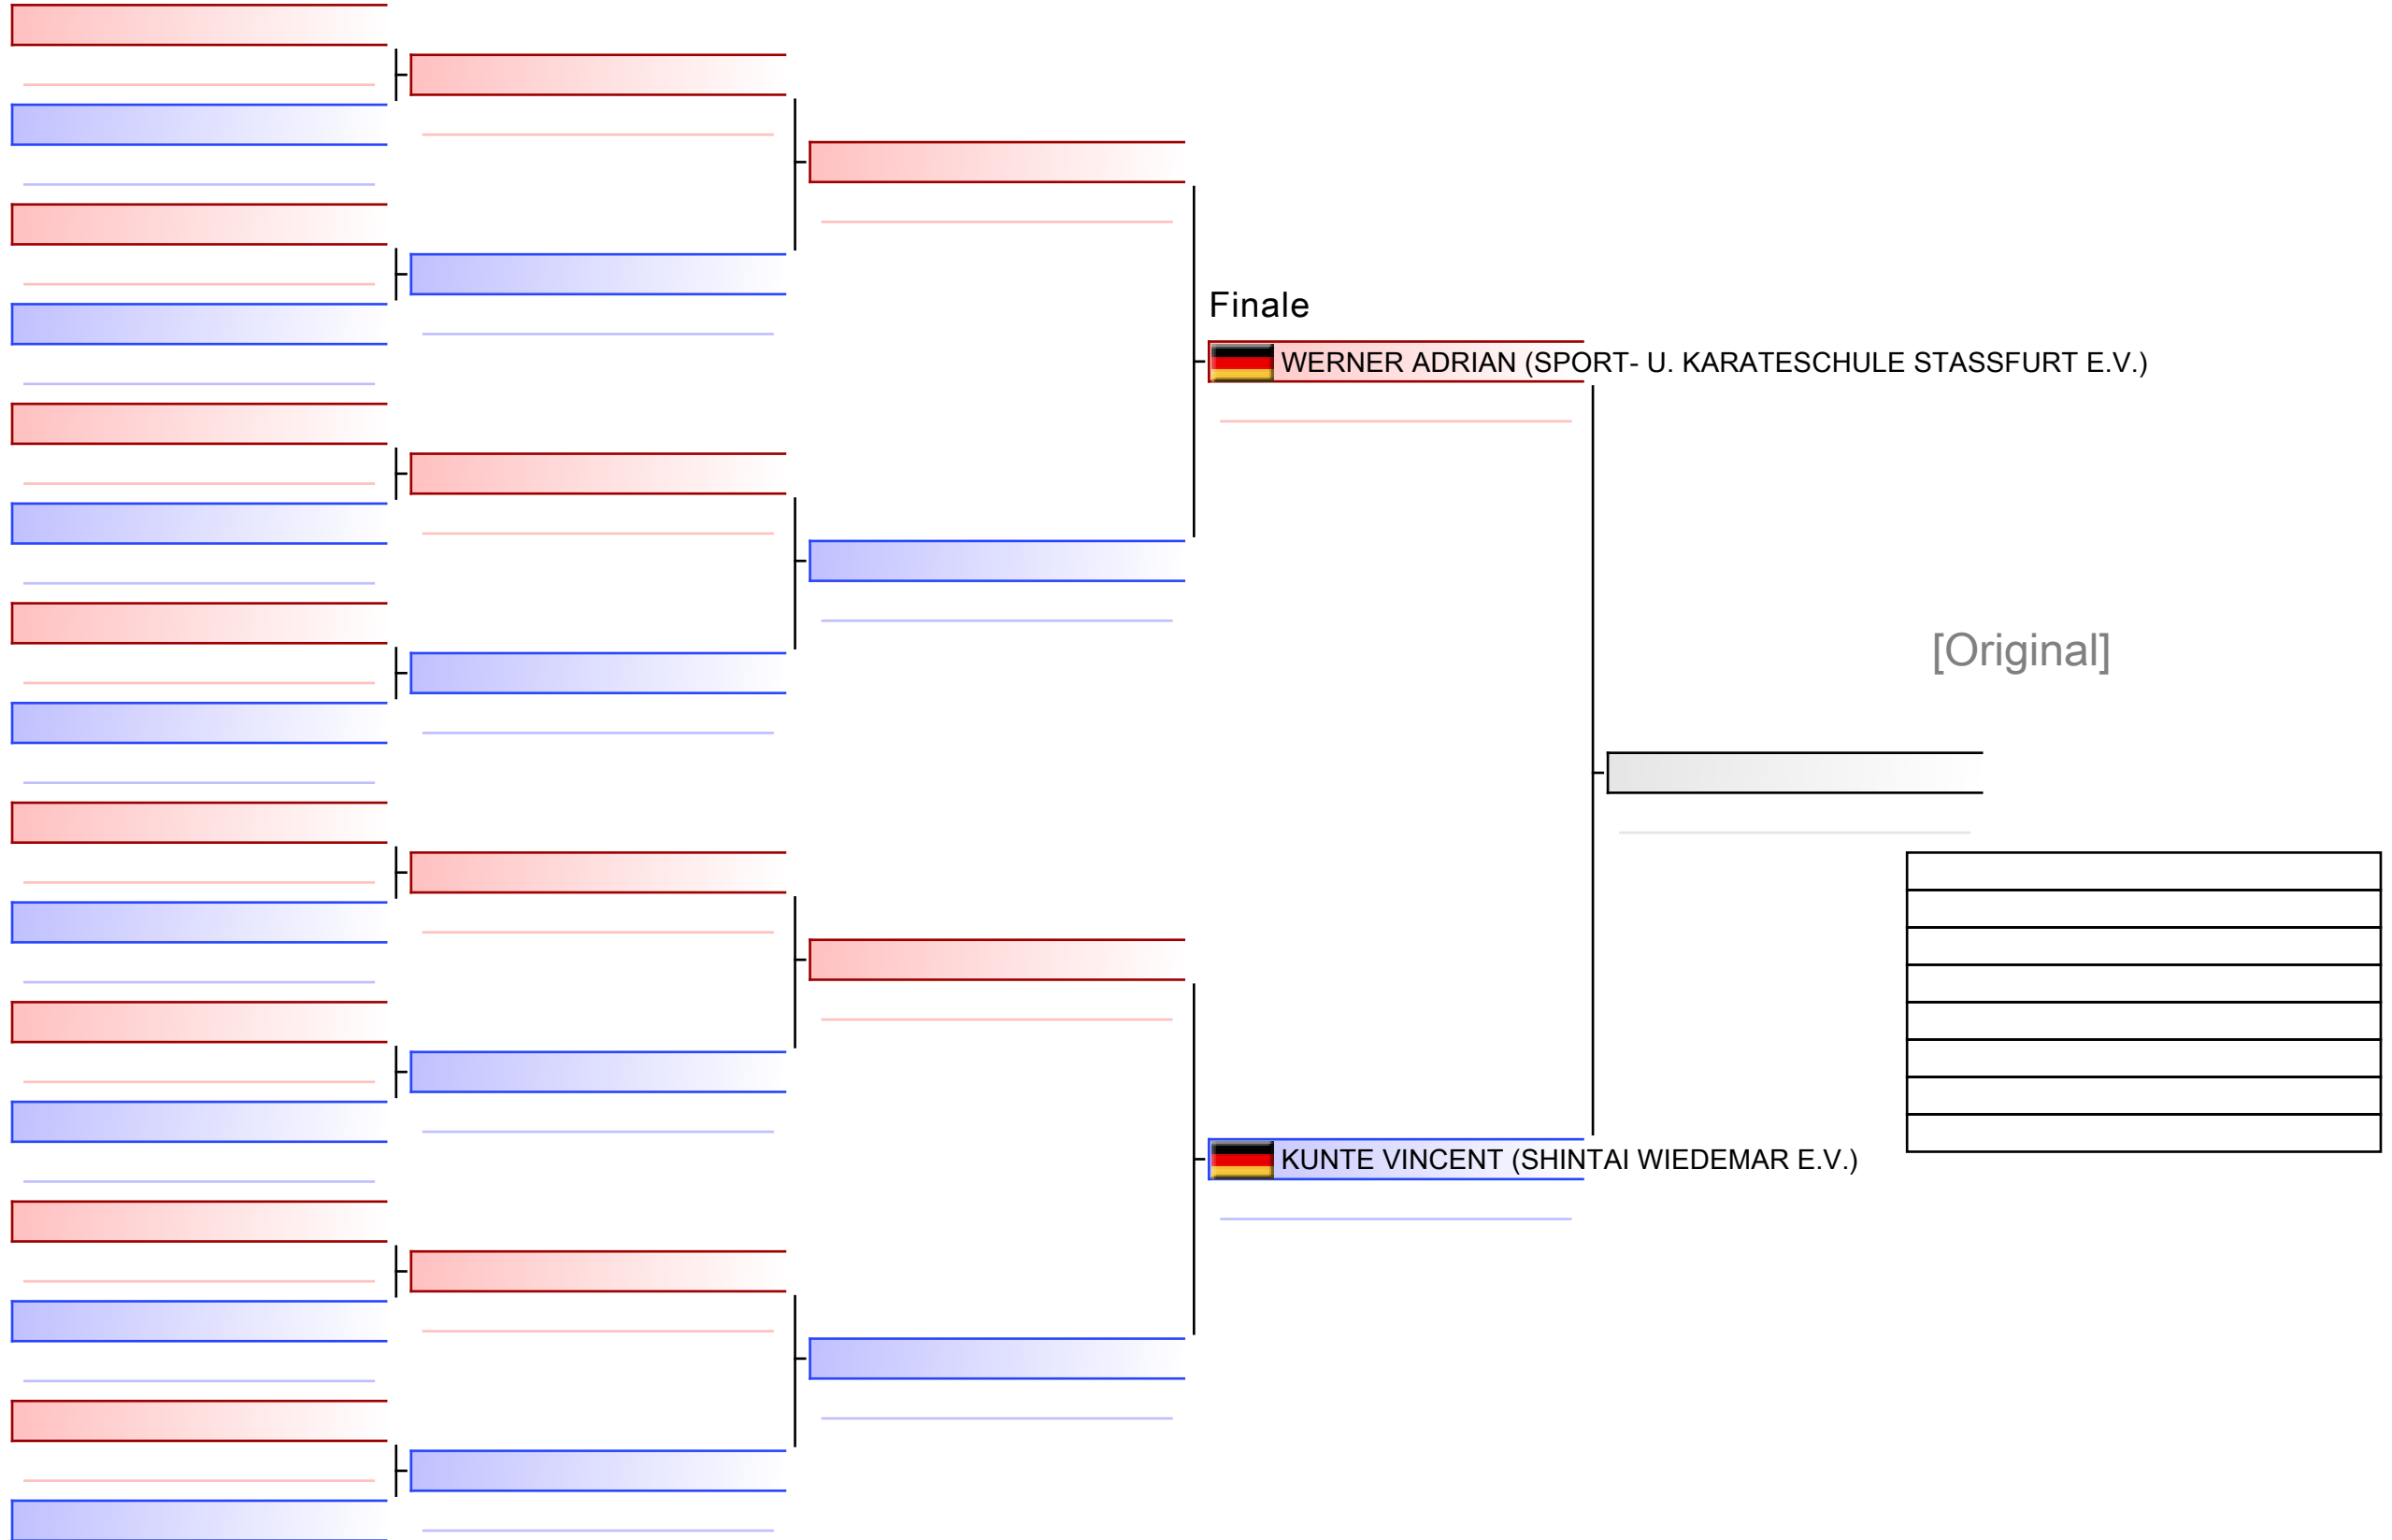 Finale
WERNER ADRIAN (SPORT- U. KARATESCHULE STASSFURT E.V.)
[Original]
KUNTE VINCENT (SHINTAI WIEDEMAR E.V.)